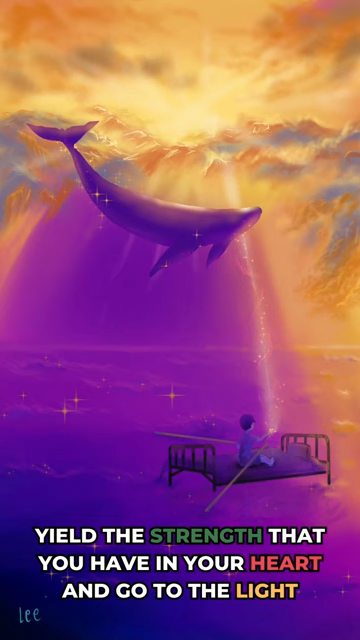 YIELD THE STRENGTH THAT
YOU HAVE IN YOUR HEART
AND GO TO THE LIGHT
Lee